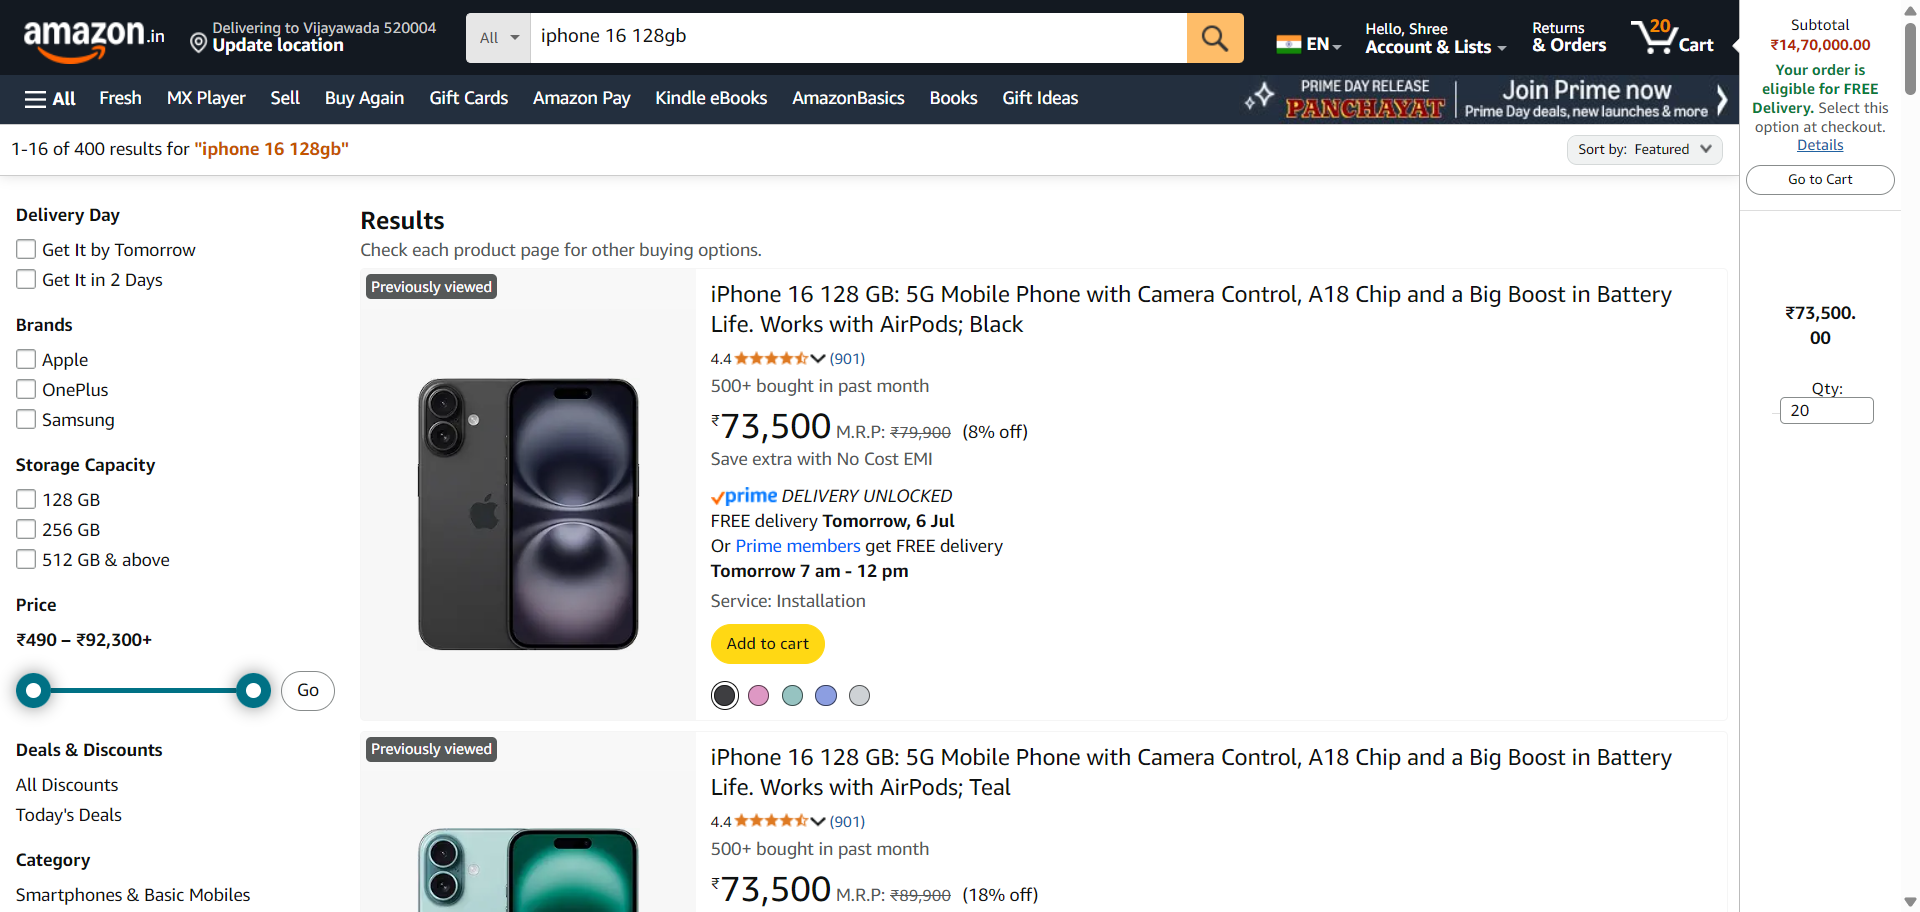 amazon.in
Delivering to Vijayawada 520004
Update location
All
iphone 16 128gb
EN
Hello, Shree
Account & Lists
Returns
& Orders
20
Cart
All
Fresh
MX Player
Sell
Buy Again
Gift Cards
Amazon Pay
Kindle eBooks
AmazonBasics
Books
Gift Ideas
PRIME DAY RELEASE
PANCHAYAT
Join Prime now
Prime Day deals, new launches & more
Subtotal
₹14,70,000.00
Your order is
eligible for FREE
Delivery. Select this
option at checkout.
Details
Go to Cart
₹73,500.
00
Qty:
20
1-16 of 400 results for "iphone 16 128gb"
Sort by: Featured
Delivery Day
Get It by Tomorrow
Get It in 2 Days
Brands
Apple
OnePlus
Samsung
Storage Capacity
128 GB
256 GB
512 GB & above
Price
₹490 – ₹92,300+
Go
Deals & Discounts
All Discounts
Today's Deals
Category
Smartphones & Basic Mobiles
Results
Check each product page for other buying options.
Previously viewed
iPhone 16 128 GB: 5G Mobile Phone with Camera Control, A18 Chip and a Big Boost in Battery
Life. Works with AirPods; Black
4.4 (901)
500+ bought in past month
₹73,500 M.R.P: ₹79,900 (8% off)
Save extra with No Cost EMI
prime DELIVERY UNLOCKED
FREE delivery Tomorrow, 6 Jul
Or Prime members get FREE delivery
Tomorrow 7 am - 12 pm
Service: Installation
Add to cart
Previously viewed
iPhone 16 128 GB: 5G Mobile Phone with Camera Control, A18 Chip and a Big Boost in Battery
Life. Works with AirPods; Teal
4.4 (901)
500+ bought in past month
₹73,500 M.R.P: ₹89,900 (18% off)